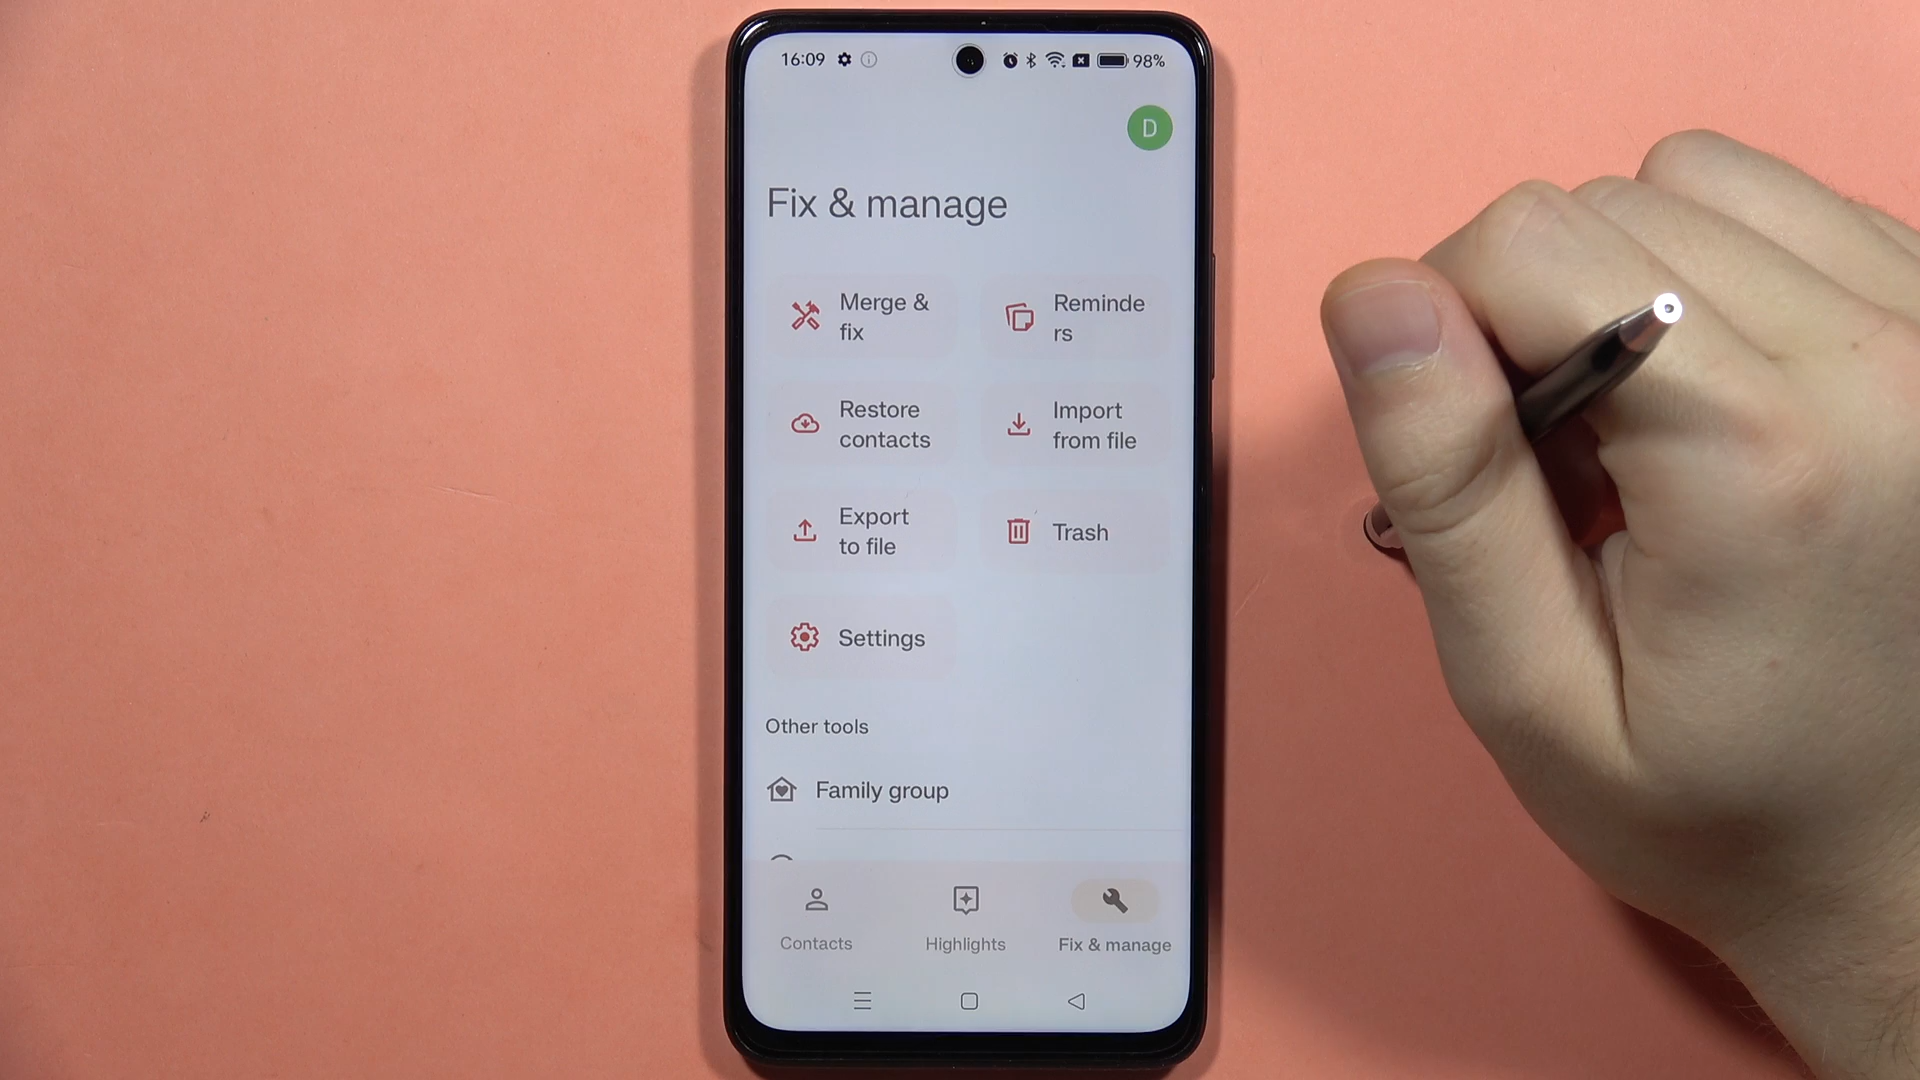 16:09
98%
D
Fix & manage
Merge &
fix
Reminde
rs
Restore
contacts
Import
from file
Export
to file
Trash
Settings
Other tools
Family group
Contacts
Highlights
Fix & manage